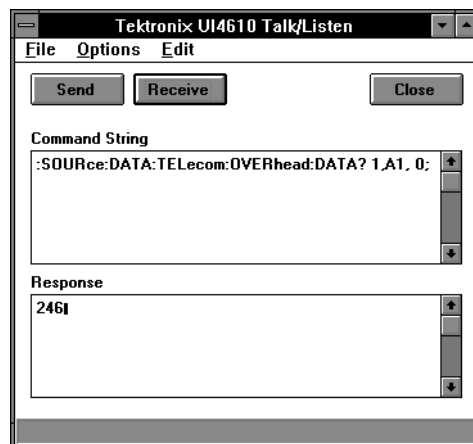 Tektronix UI4610 Talk/Listen
File Options Edit
Send Receive Close
Command String
:SOURce:DATA:TELecom:OVERhead:DATA? 1,A1, 0;
Response
246